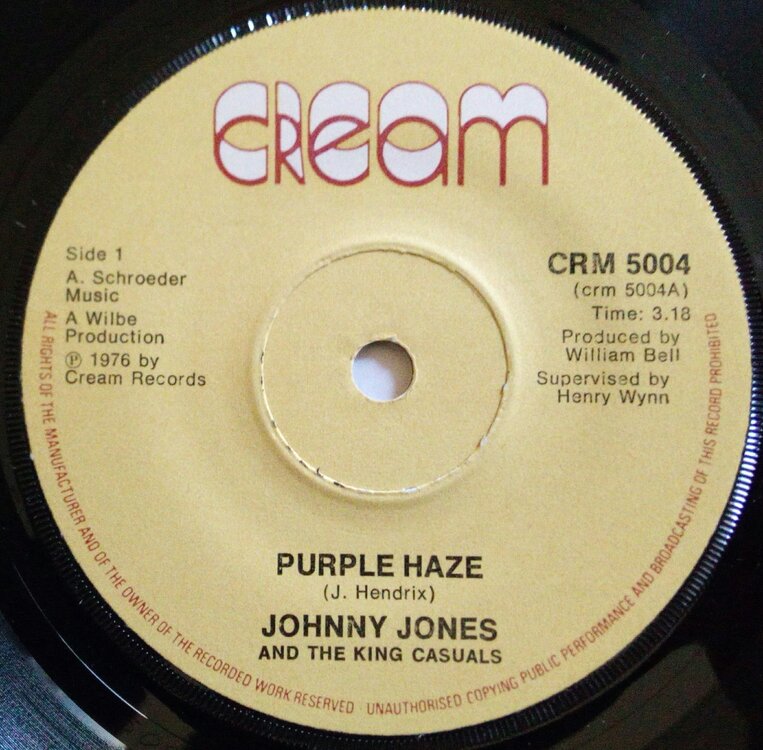 CREAM
Side 1
A. Schroeder
Music
A Wilbe
Production
℗ 1976 by
Cream Records
CRM 5004
(crm 5004A)
Time: 3.18
Produced by
William Bell
Supervised by
Henry Wynn
PURPLE HAZE
(J. Hendrix)
JOHNNY JONES
AND THE KING CASUALS
ALL RIGHTS OF THE MANUFACTURER AND OF THE OWNER OF THE RECORDED WORK RESERVED · UNAUTHORISED COPYING PUBLIC PERFORMANCE AND BROADCASTING OF THIS RECORD PROHIBITED